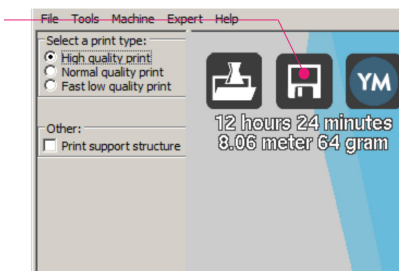 File Tools Machine Expert Help
Select a print type:
High quality print
Normal quality print
Fast low quality print
Other:
Print support structure
YM
12 hours 24 minutes
8.06 meter 64 gram